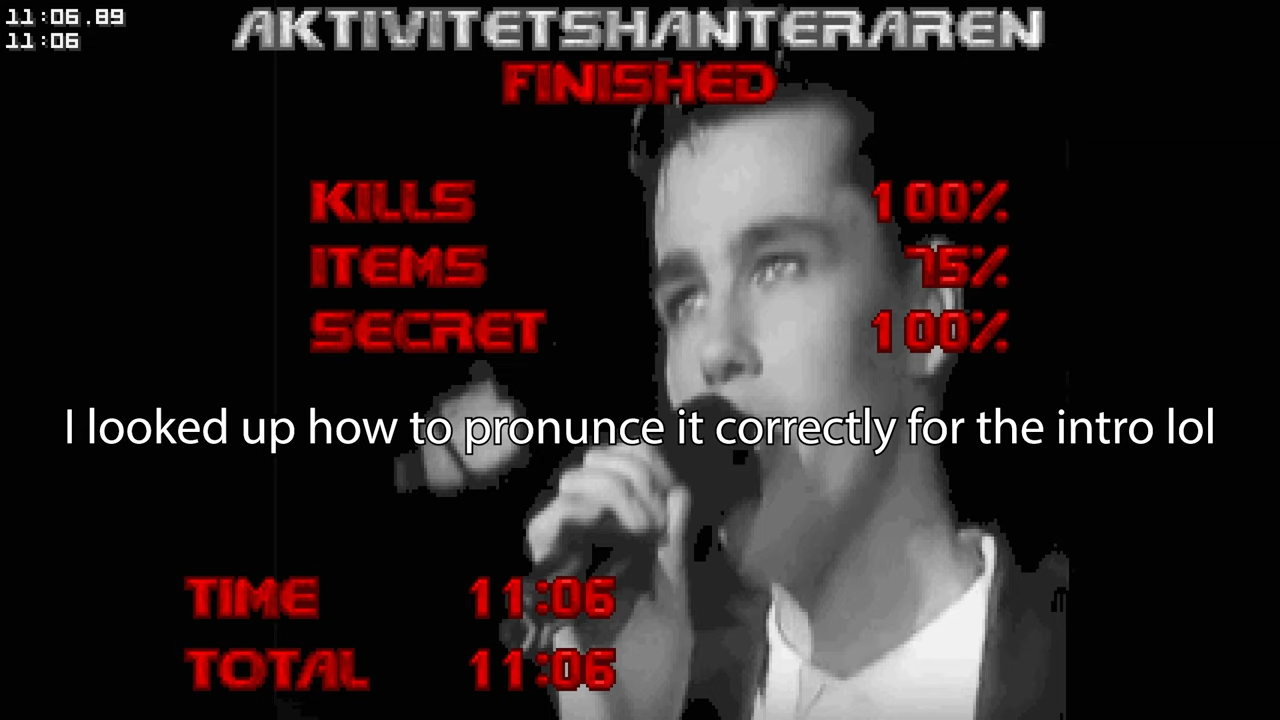 11:06.89
11:06
AKTIVITETSHANTERAREN
FINISHED
KILLS 100%
ITEMS 75%
SECRET 100%
I looked up how to pronunce it correctly for the intro lol
TIME 11:06
TOTAL 11:06